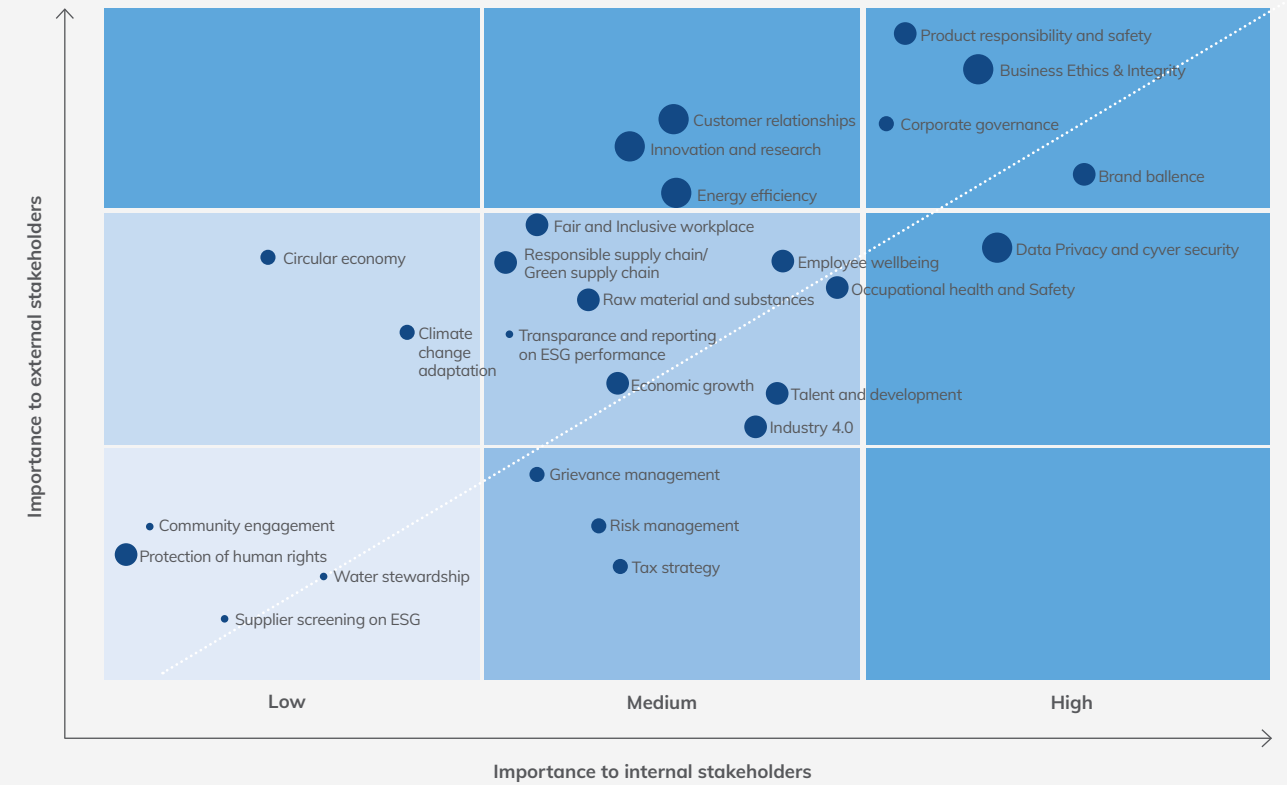 Importance to external stakeholders
Product responsibility and safety
Business Ethics & Integrity
Customer relationships
Corporate governance
Innovation and research
Brand ballence
Energy efficiency
Fair and Inclusive workplace
Circular economy
Responsible supply chain/
Green supply chain
Employee wellbeing
Data Privacy and cyver security
Raw material and substances
Occupational health and Safety
Climate
change
adaptation
Transparance and reporting
on ESG performance
Economic growth
Talent and development
Industry 4.0
Grievance management
Community engagement
Risk management
Protection of human rights
Water stewardship
Tax strategy
Supplier screening on ESG
Low
Medium
High
Importance to internal stakeholders